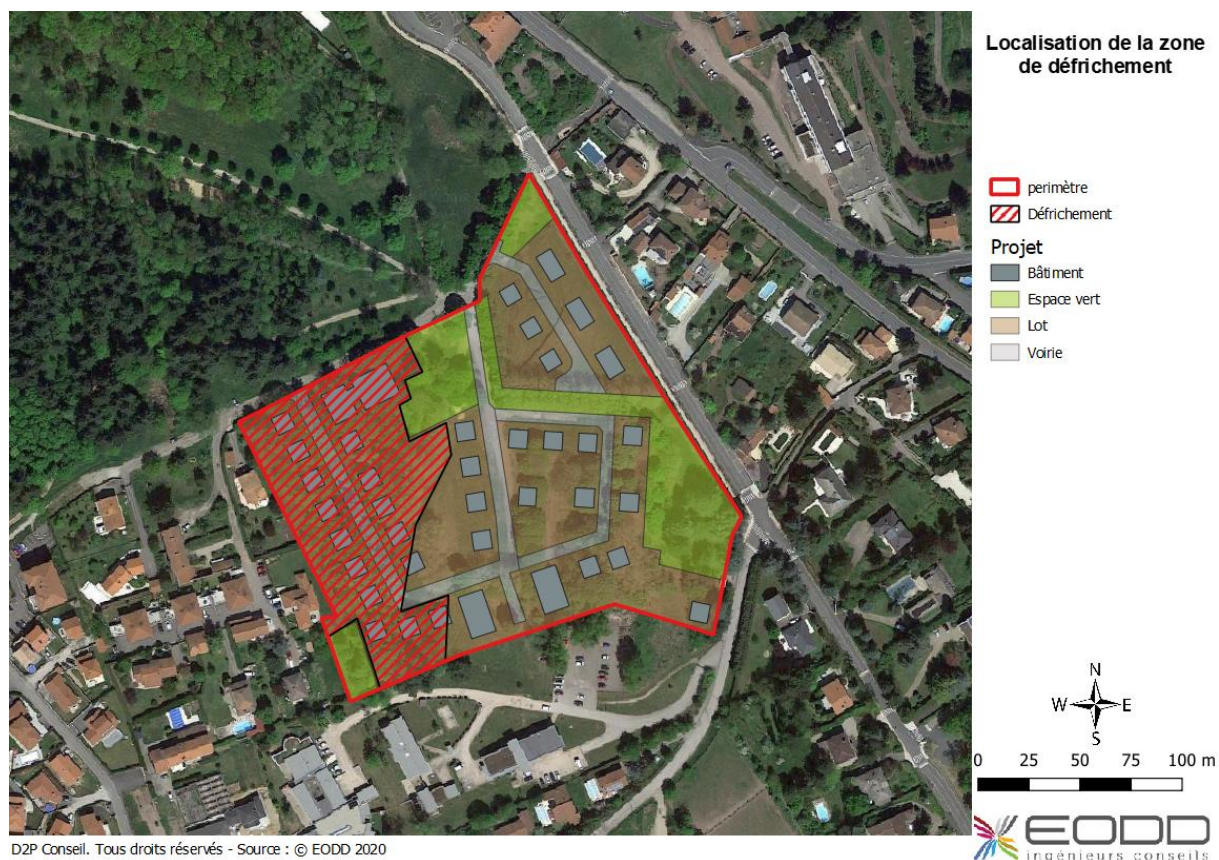 Localisation de la zone
de défrichement
perimètre
Défrichement
Projet
Bâtiment
Espace vert
Lot
Voirie
N
W E
S
0 25 50 75 100 m
EODD
ingénieurs conseils
D2P Conseil. Tous droits réservés - Source : © EODD 2020